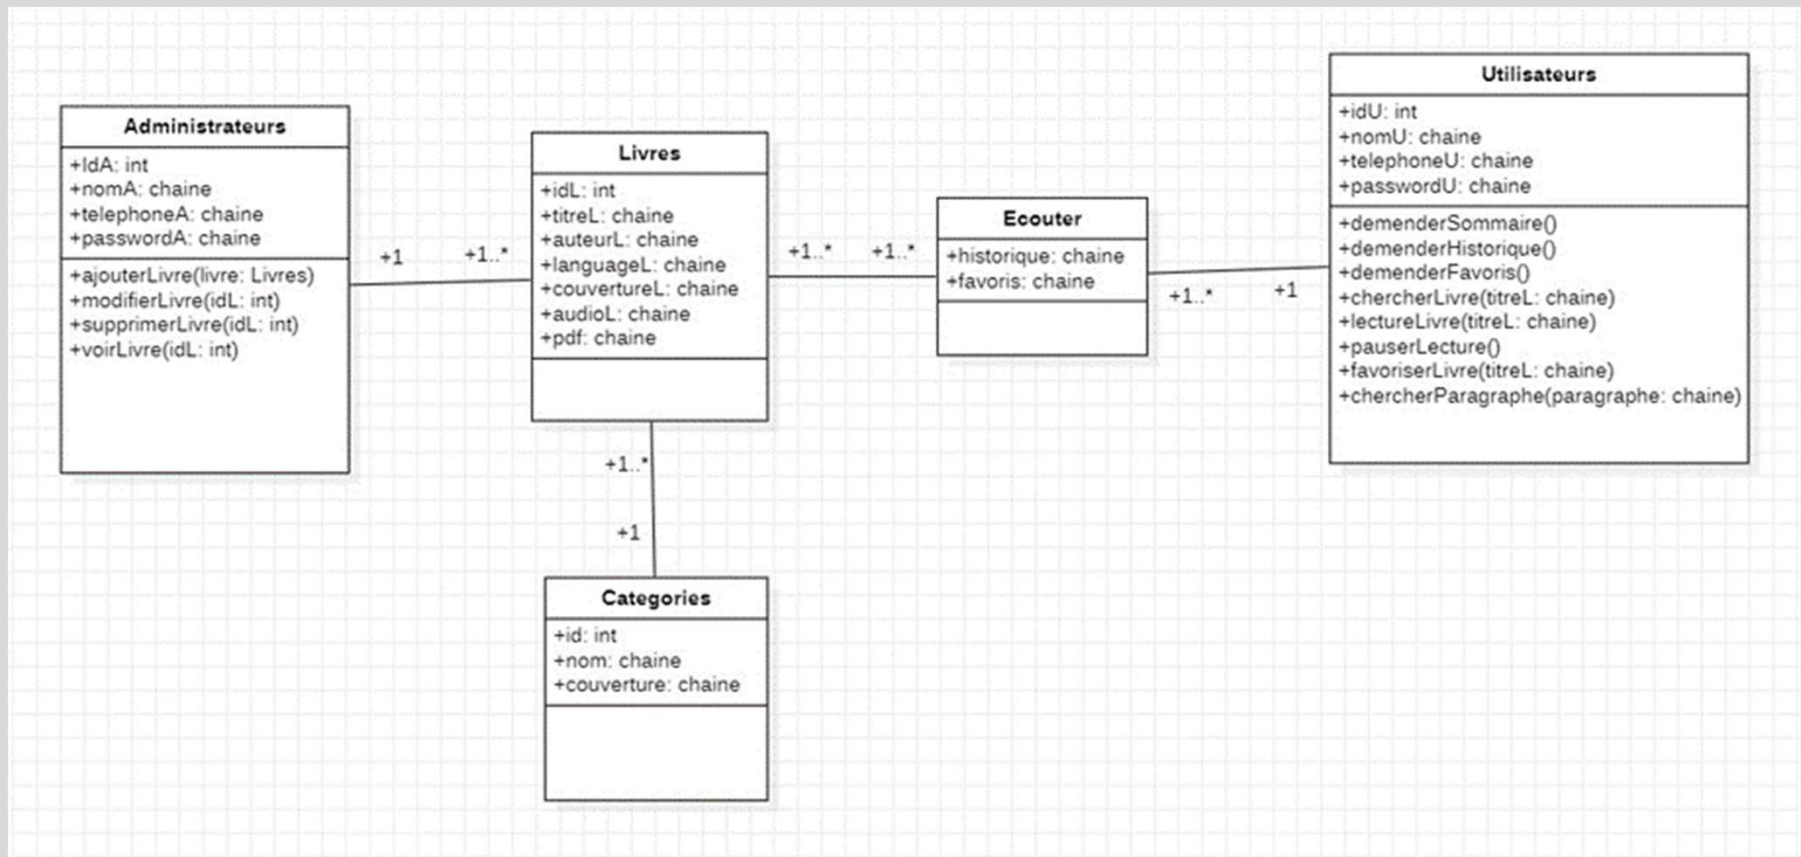 Administrateurs
+IdA: int
+nomA: chaine
+telephoneA: chaine
+passwordA: chaine
+ajouterLivre(livre: Livres)
+modifierLivre(idL: int)
+supprimerLivre(idL: int)
+voirLivre(idL: int)
+1
+1..*
Livres
+idL: int
+titreL: chaine
+auteurL: chaine
+languageL: chaine
+couvertureL: chaine
+audioL: chaine
+pdf: chaine
+1..*
+1..*
Ecouter
+historique: chaine
+favoris: chaine
+1..*
+1
Utilisateurs
+idU: int
+nomU: chaine
+telephoneU: chaine
+passwordU: chaine
+demenderSommaire()
+demenderHistorique()
+demenderFavoris()
+chercherLivre(titreL: chaine)
+lectureLivre(titreL: chaine)
+pauserLecture()
+favoriserLivre(titreL: chaine)
+chercherParagraphe(paragraphe: chaine)
+1..*
+1
Categories
+id: int
+nom: chaine
+couverture: chaine